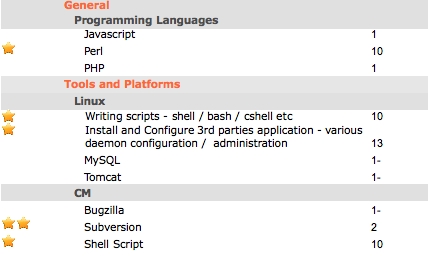 General
Programming Languages
Javascript 1
Perl 10
PHP 1
Tools and Platforms
Linux
Writing scripts - shell / bash / cshell etc 10
Install and Configure 3rd parties application - various
daemon configuration / administration 13
MySQL 1-
Tomcat 1-
CM
Bugzilla 1-
Subversion 2
Shell Script 10